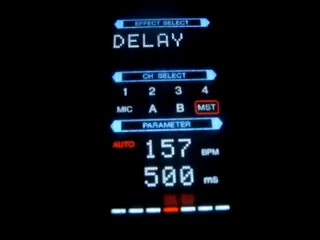 EFFECT SELECT
DELAY
CH SELECT
1 2 3 4
MIC A B MST
PARAMETER
AUTO 157 BPM
500 mS